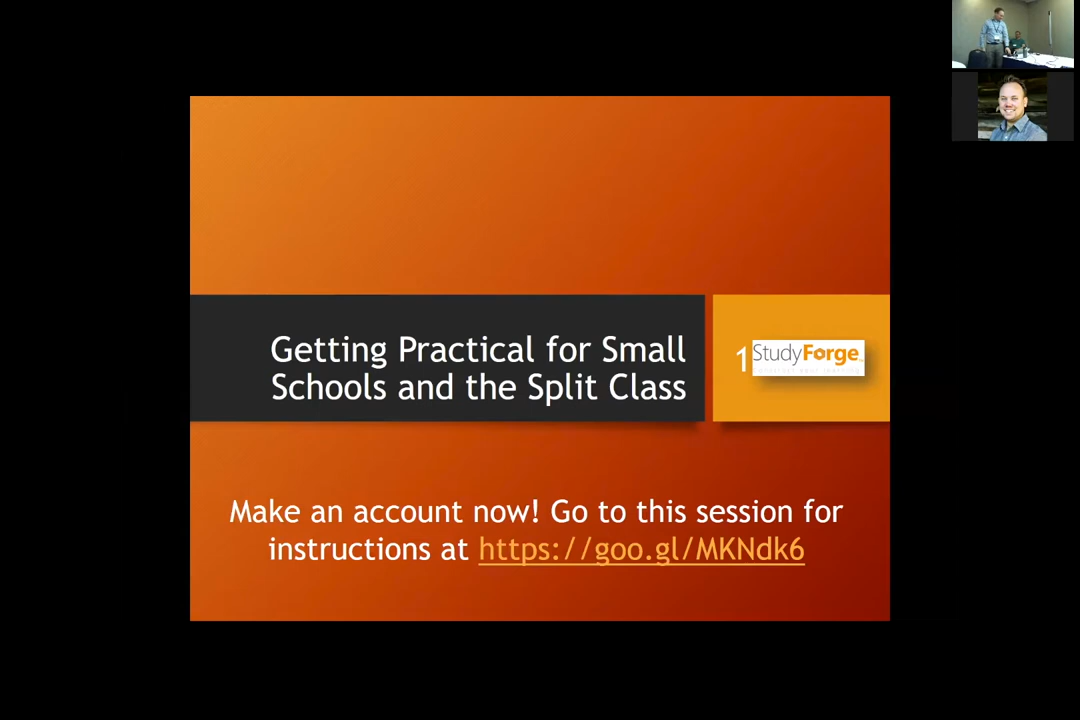 Getting Practical for Small
Schools and the Split Class
1
StudyForge
Make an account now! Go to this session for
instructions at https://goo.gl/MKNdk6